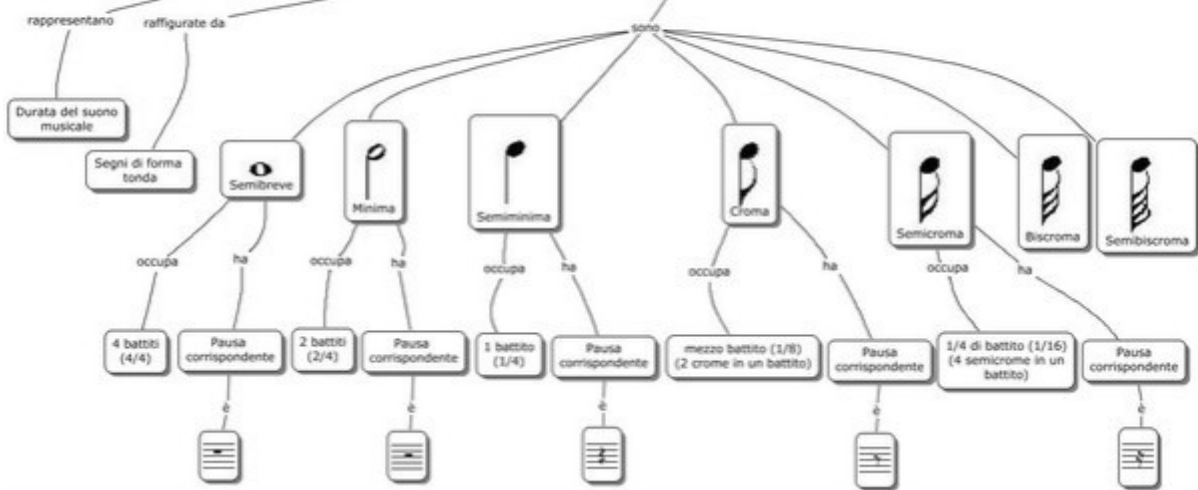 rappresentano
raffigurate da
sono
Durata del suono
musicale
Segni di forma
tonda
Semibreve
Minima
Semiminima
Croma
Semicroma
Biscroma
Semibiscroma
occupa
ha
occupa
ha
occupa
ha
occupa
ha
occupa
ha
4 battiti
(4/4)
Pausa
corrispondente
2 battiti
(2/4)
Pausa
corrispondente
1 battito
(1/4)
Pausa
corrispondente
mezzo battito (1/8)
(2 crome in un battito)
Pausa
corrispondente
1/4 di battito (1/16)
(4 semicrome in un
battito)
Pausa
corrispondente
è
è
è
è
è